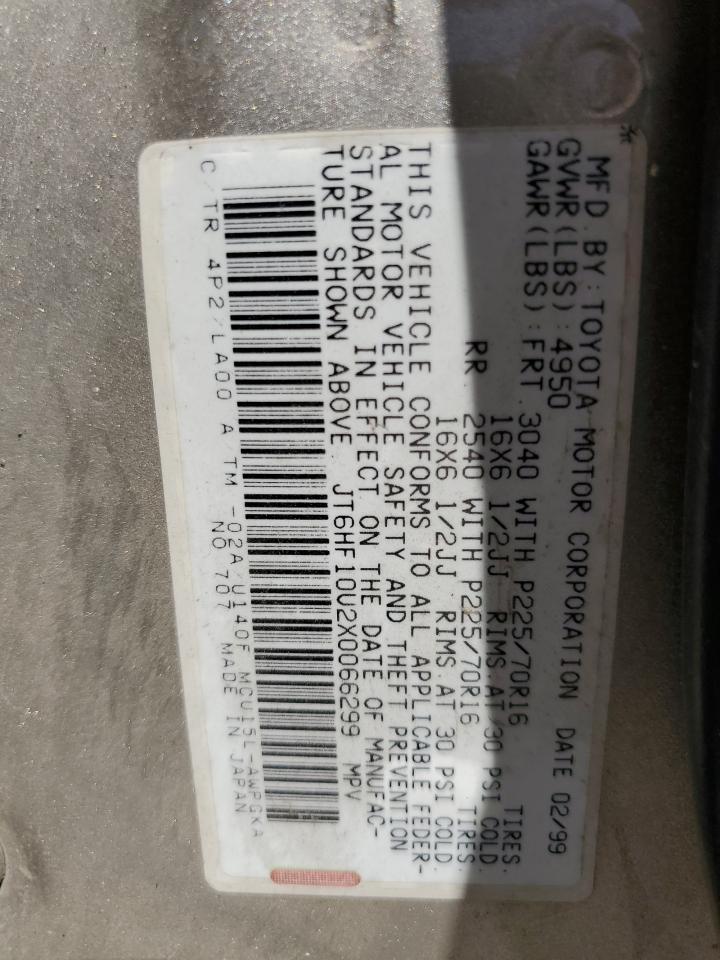 MFD.BY:TOYOTA MOTOR CORPORATION DATE 02/99
GVWR(LBS):4950
GAWR(LBS):FRT.3040 WITH P225/70R16 TIRES.
16X6 1/2JJ RIMS.AT 30 PSI COLD.
RR 2540 WITH P225/70R16 TIRES.
16X6 1/2JJ RIMS.AT 30 PSI COLD.
THIS VEHICLE CONFORMS TO ALL APPLICABLE FEDER-
AL MOTOR VEHICLE SAFETY AND THEFT PREVENTION
STANDARDS IN EFFECT ON THE DATE OF MANUFAC-
TURE SHOWN ABOVE. JT6HF10U2X0066299 MPV
C/TR 4P2/LA00 A/TM -02A/U140F MCU15L-AWPGKA
NO 707 MADE IN JAPAN